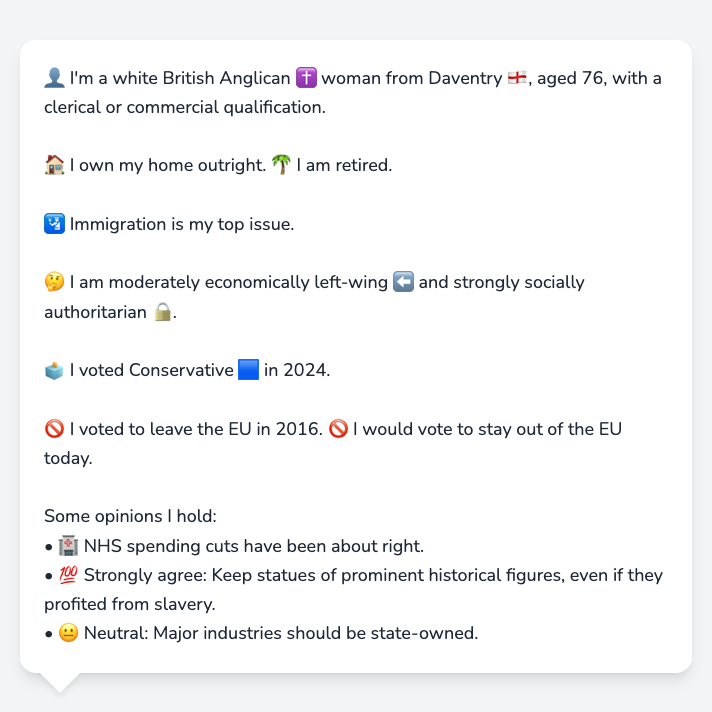 👤 I'm a white British Anglican ✝️ woman from Daventry 🏴󠁧󠁢󠁥󠁮󠁧󠁿, aged 76, with a
clerical or commercial qualification.
🏠 I own my home outright. 🌴 I am retired.
🛂 Immigration is my top issue.
🤔 I am moderately economically left-wing ⬅️ and strongly socially
authoritarian 🔒.
🗳️ I voted Conservative 🟦 in 2024.
🚫 I voted to leave the EU in 2016. 🚫 I would vote to stay out of the EU
today.
Some opinions I hold:
• 🏥 NHS spending cuts have been about right.
• 💯 Strongly agree: Keep statues of prominent historical figures, even if they
profited from slavery.
• 😐 Neutral: Major industries should be state-owned.